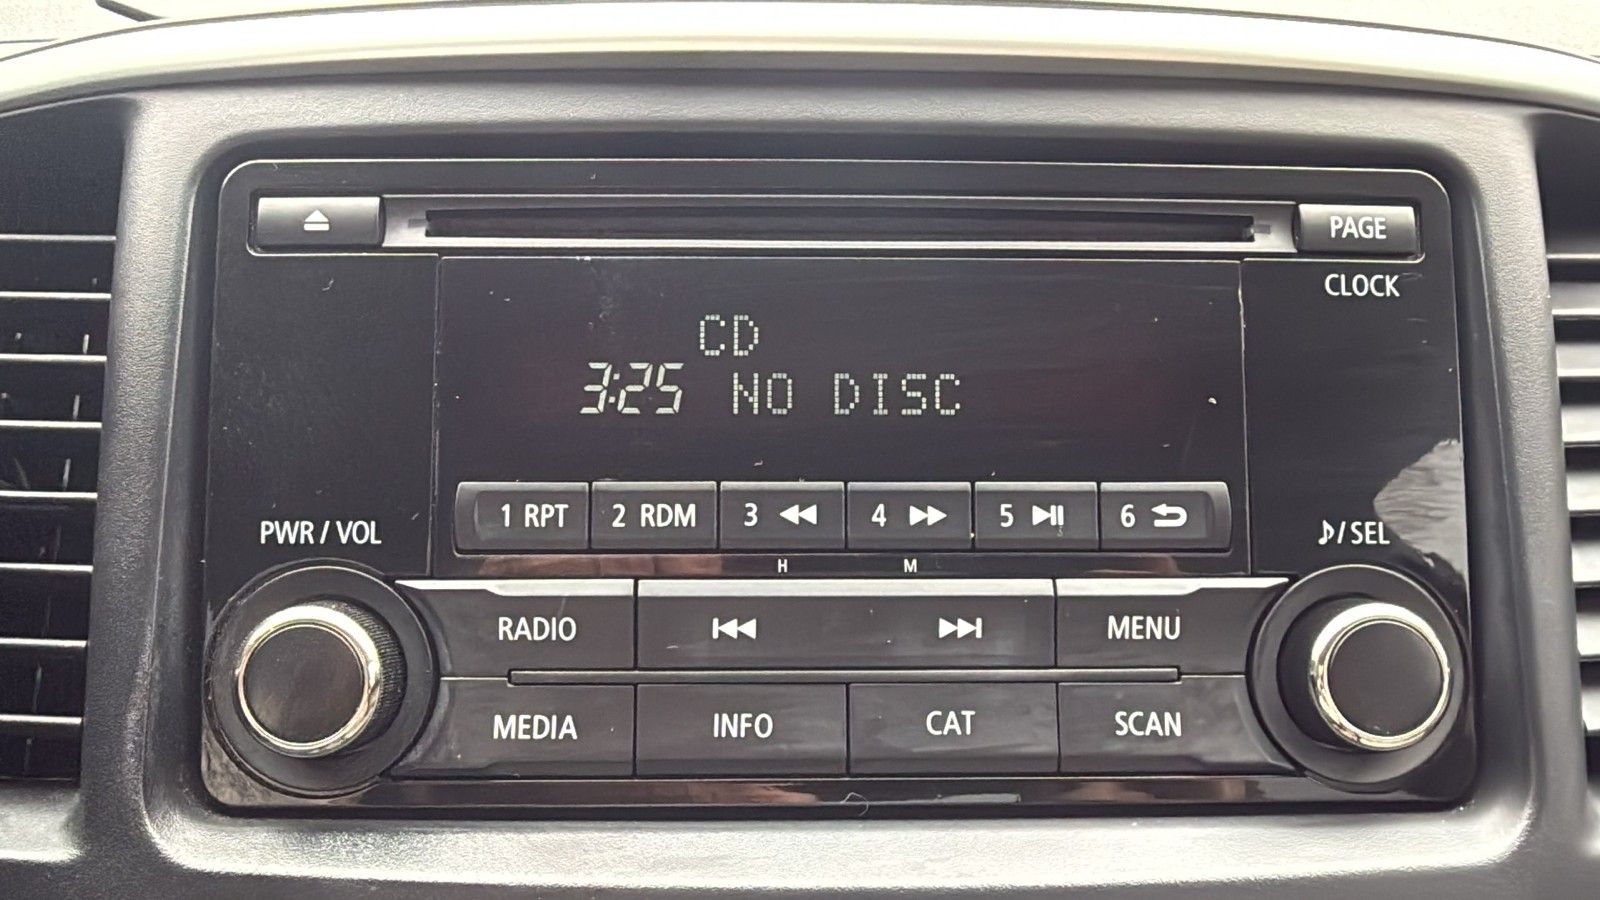 PAGE
CLOCK
CD
3:25 NO DISC
1 RPT 2 RDM 3 4 5 6
PWR / VOL
/ SEL
H M
RADIO MENU
MEDIA INFO CAT SCAN